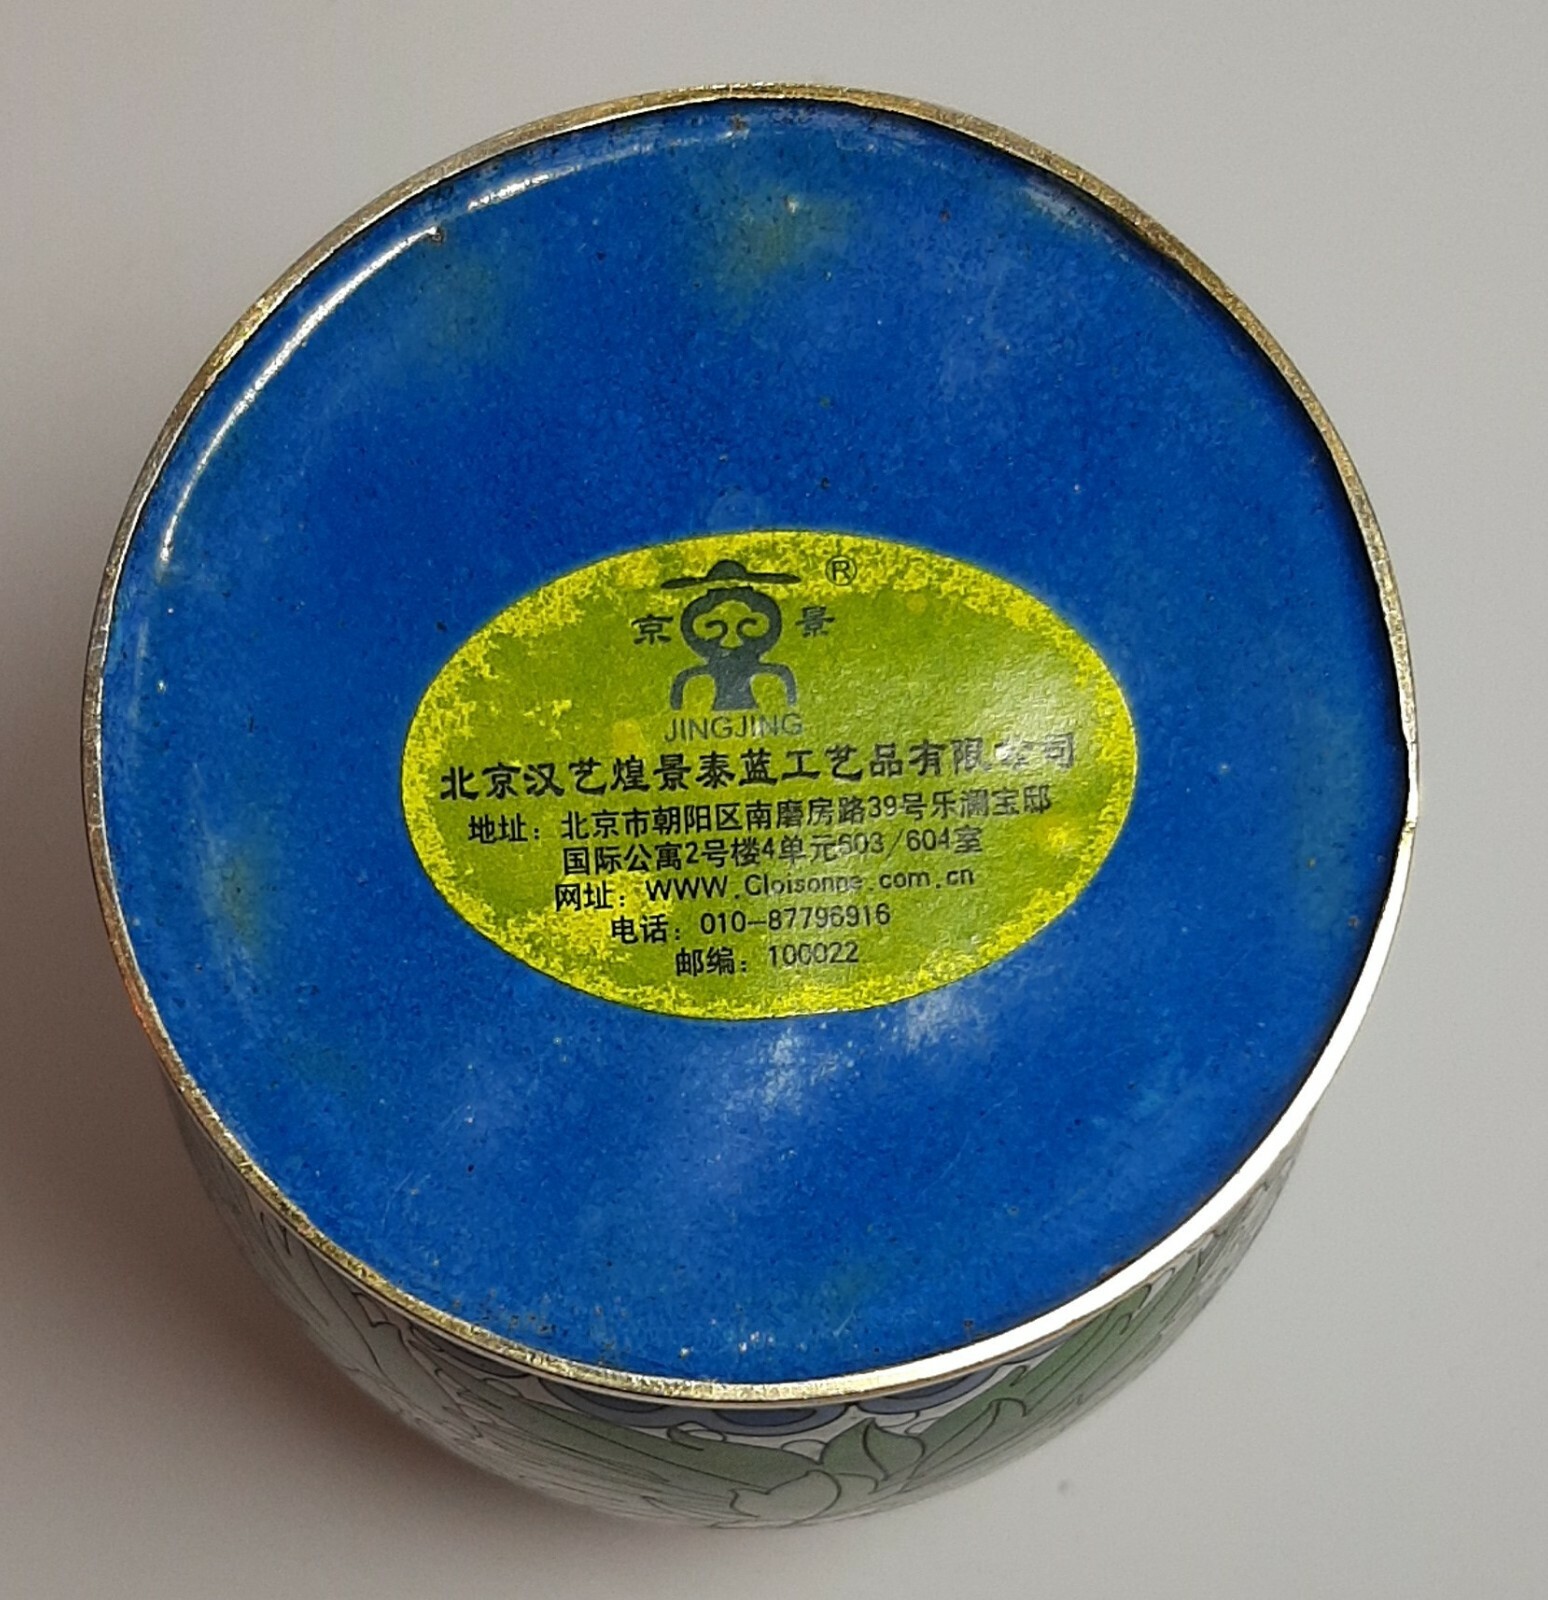 ®
京 景
JINGJING
北京汉艺煌景泰蓝工艺品有限公司
地址：北京市朝阳区南磨房路39号乐澜宝邸
国际公寓2号楼4单元603/604室
网址：WWW.Cloisonne.com.cn
电话：010-87796916
邮编：100022